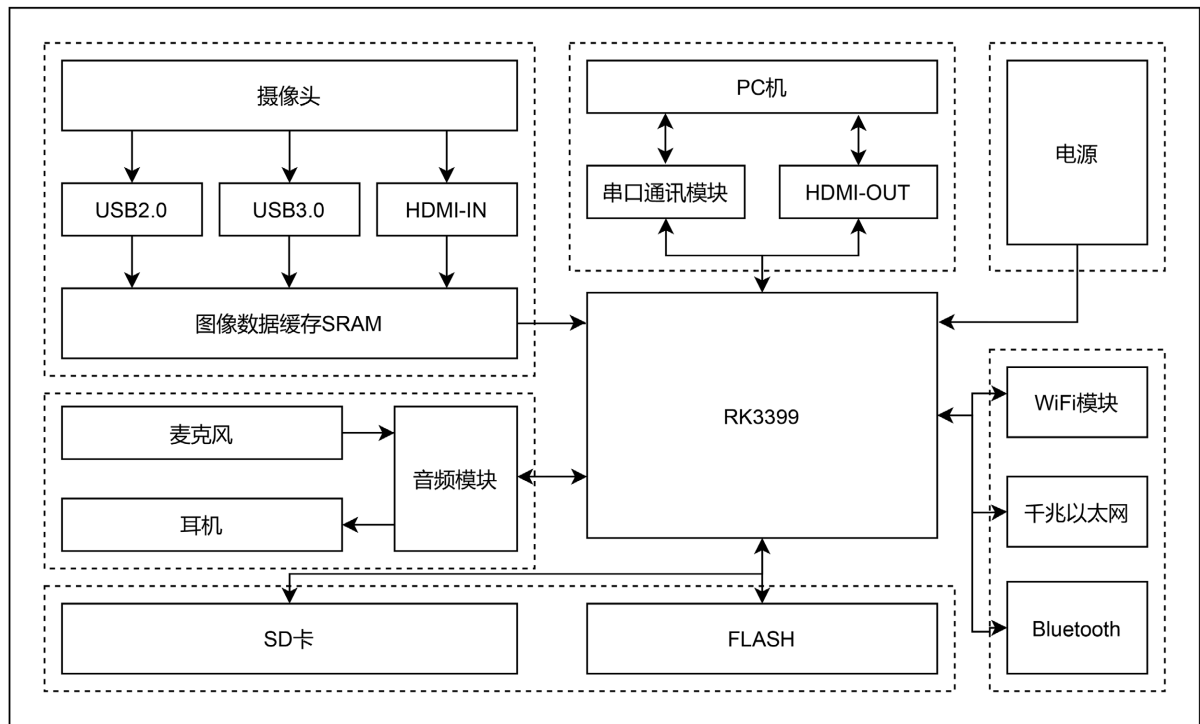 摄像头
USB2.0
USB3.0
HDMI-IN
图像数据缓存SRAM
PC机
串口通讯模块
HDMI-OUT
电源
RK3399
麦克风
耳机
音频模块
WiFi模块
千兆以太网
Bluetooth
SD卡
FLASH